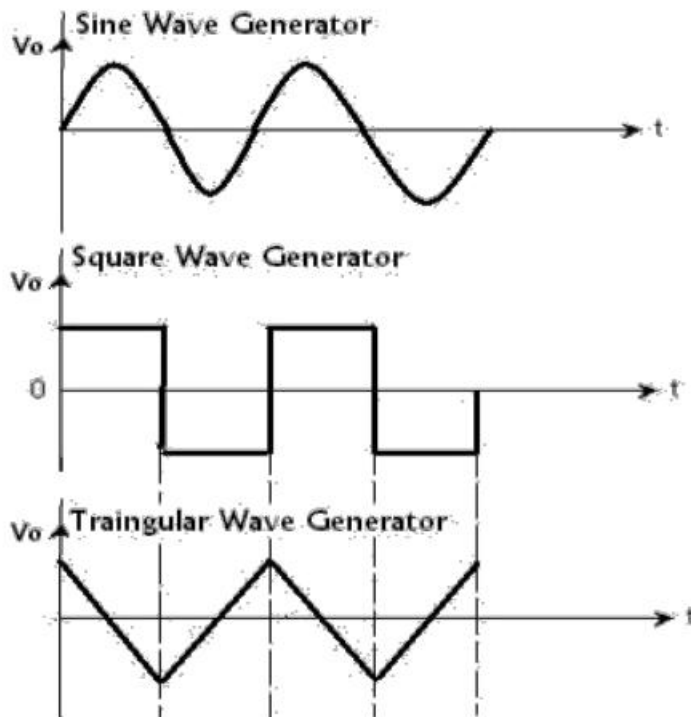 Sine Wave Generator
Vo
t
Square Wave Generator
Vo
0
t
Traingular Wave Generator
Vo
t